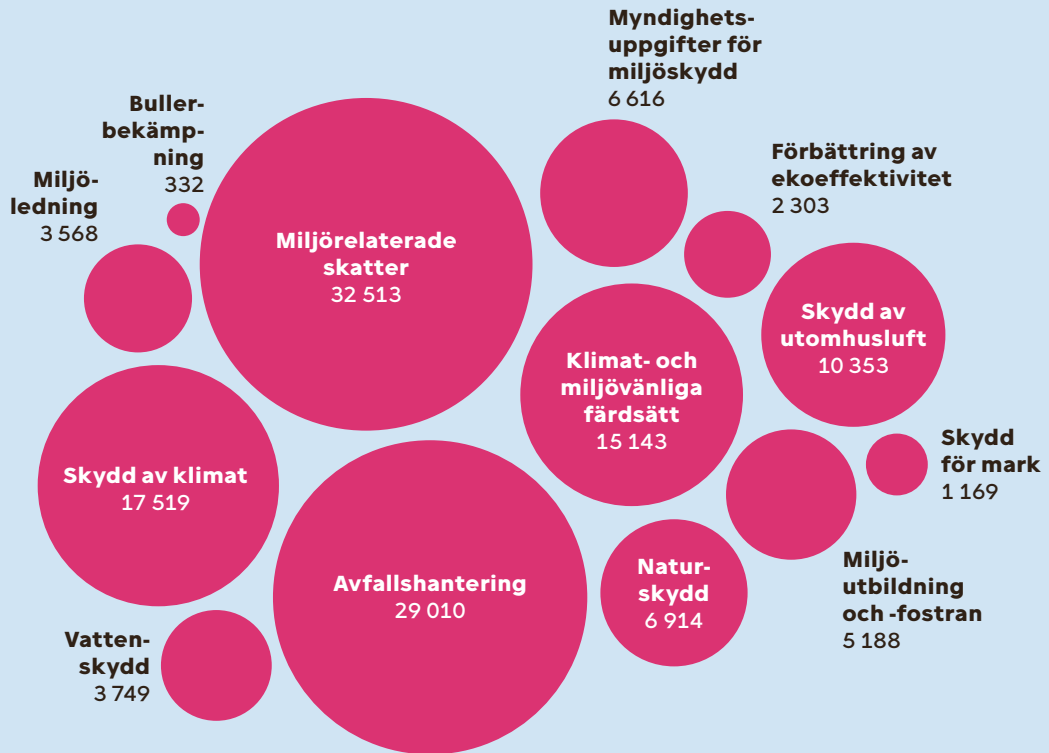 Myndighets-
uppgifter för
miljöskydd
6 616
Buller-
bekämp-
ning
332
Förbättring av
ekoeffektivitet
2 303
Miljö-
ledning
3 568
Miljörelaterade
skatter
32 513
Skydd av
utomhusluft
10 353
Klimat- och
miljövänliga
färdsätt
15 143
Skydd
för mark
1 169
Skydd av klimat
17 519
Avfallshantering
29 010
Natur-
skydd
6 914
Miljö-
utbildning
och -fostran
5 188
Vatten-
skydd
3 749